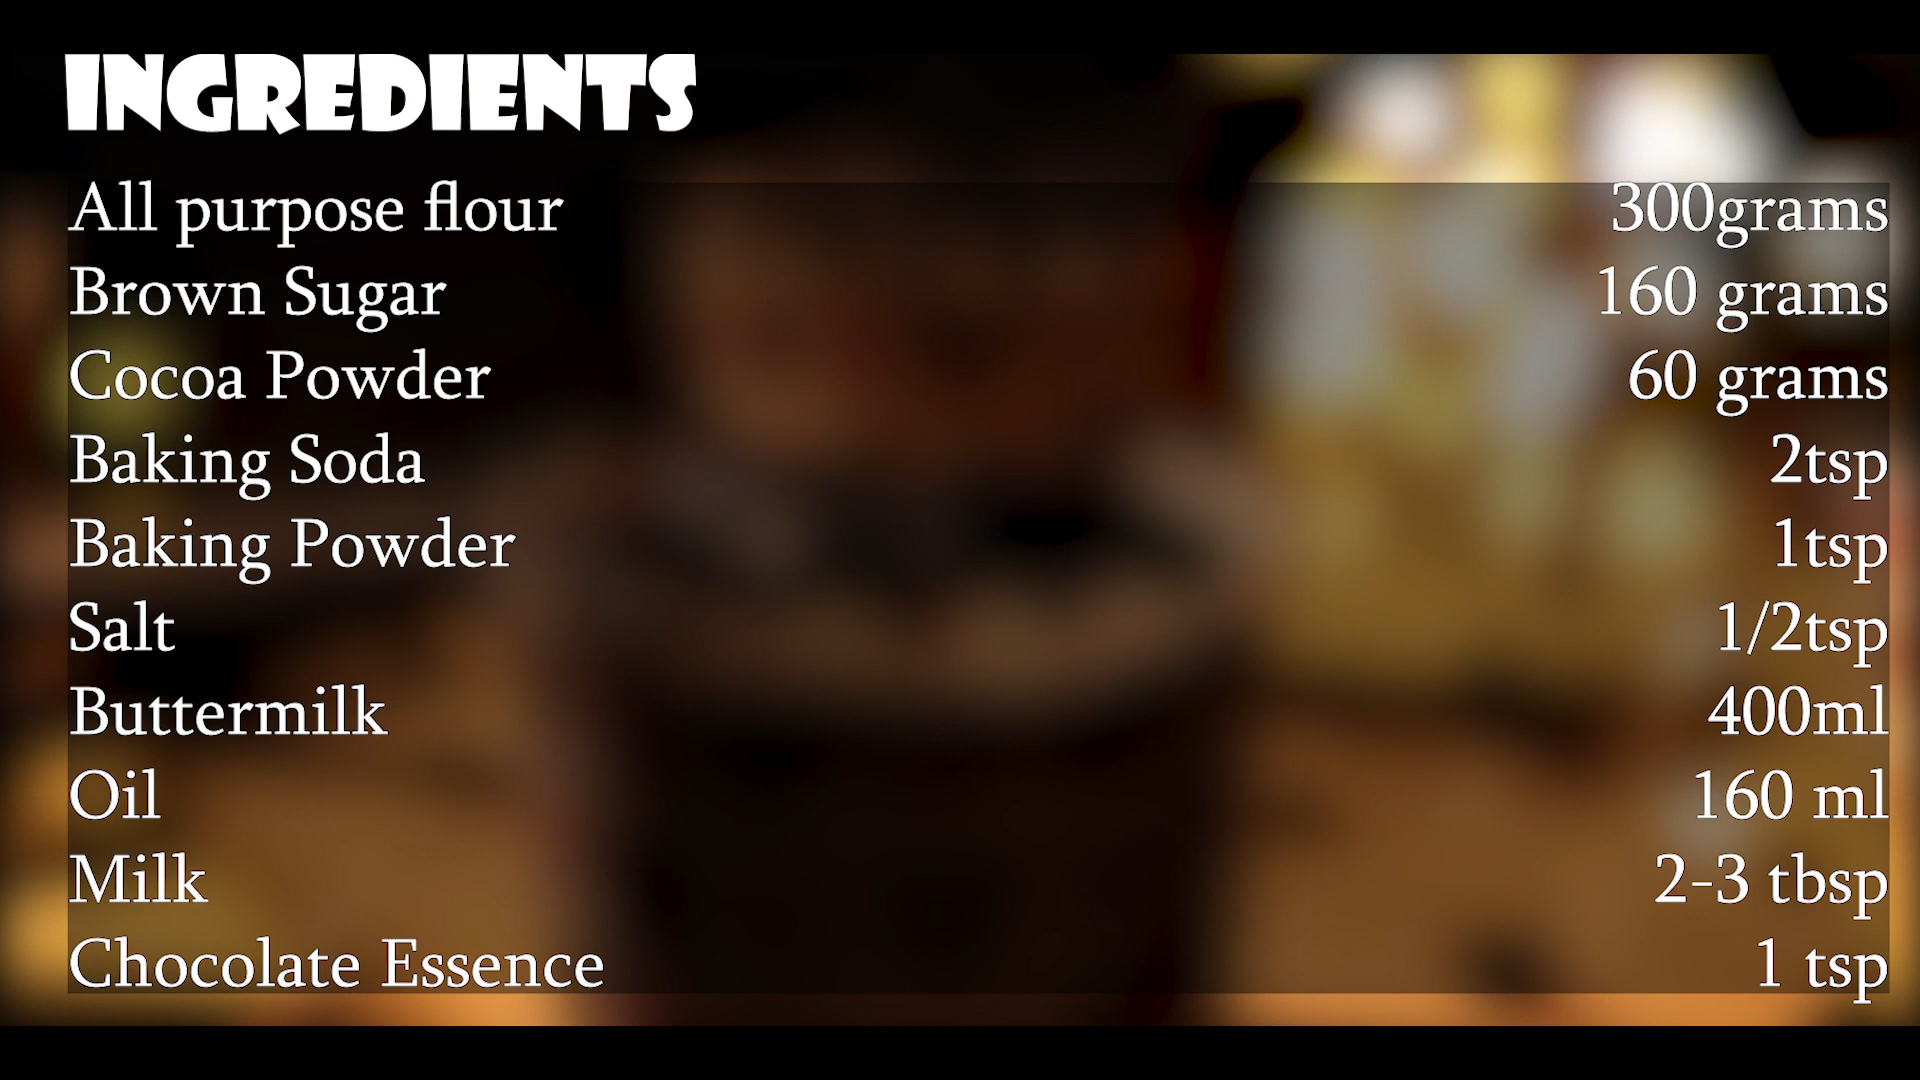 INGREDIENTS
All purpose flour 300grams
Brown Sugar 160 grams
Cocoa Powder 60 grams
Baking Soda 2tsp
Baking Powder 1tsp
Salt 1/2tsp
Buttermilk 400ml
Oil 160 ml
Milk 2-3 tbsp
Chocolate Essence 1 tsp